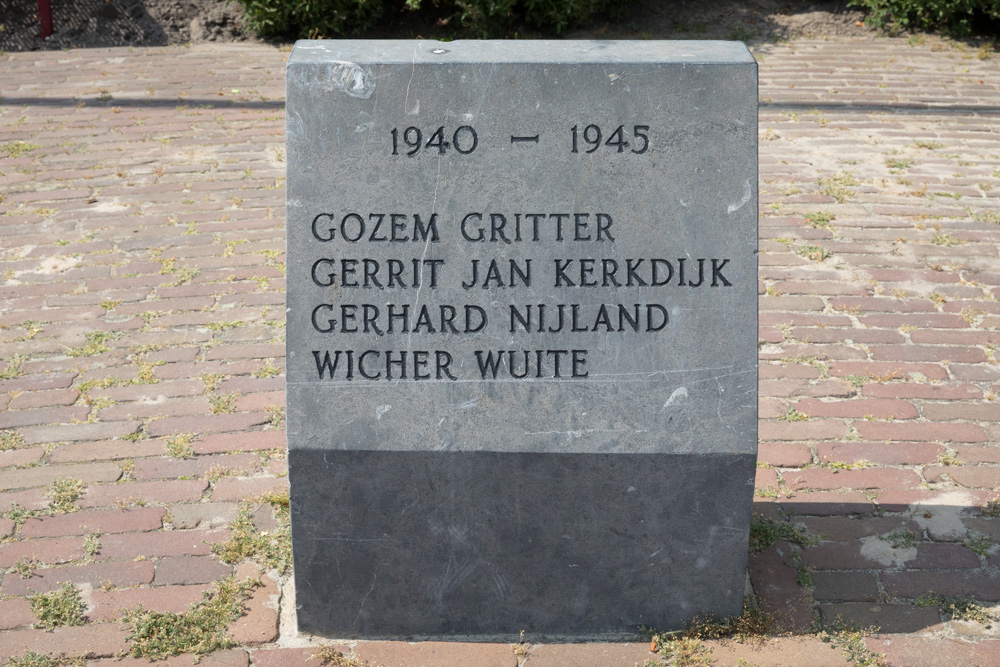 1940 – 1945
GOZEM GRITTER
GERRIT JAN KERKDIJK
GERHARD NIJLAND
WICHER WUITE